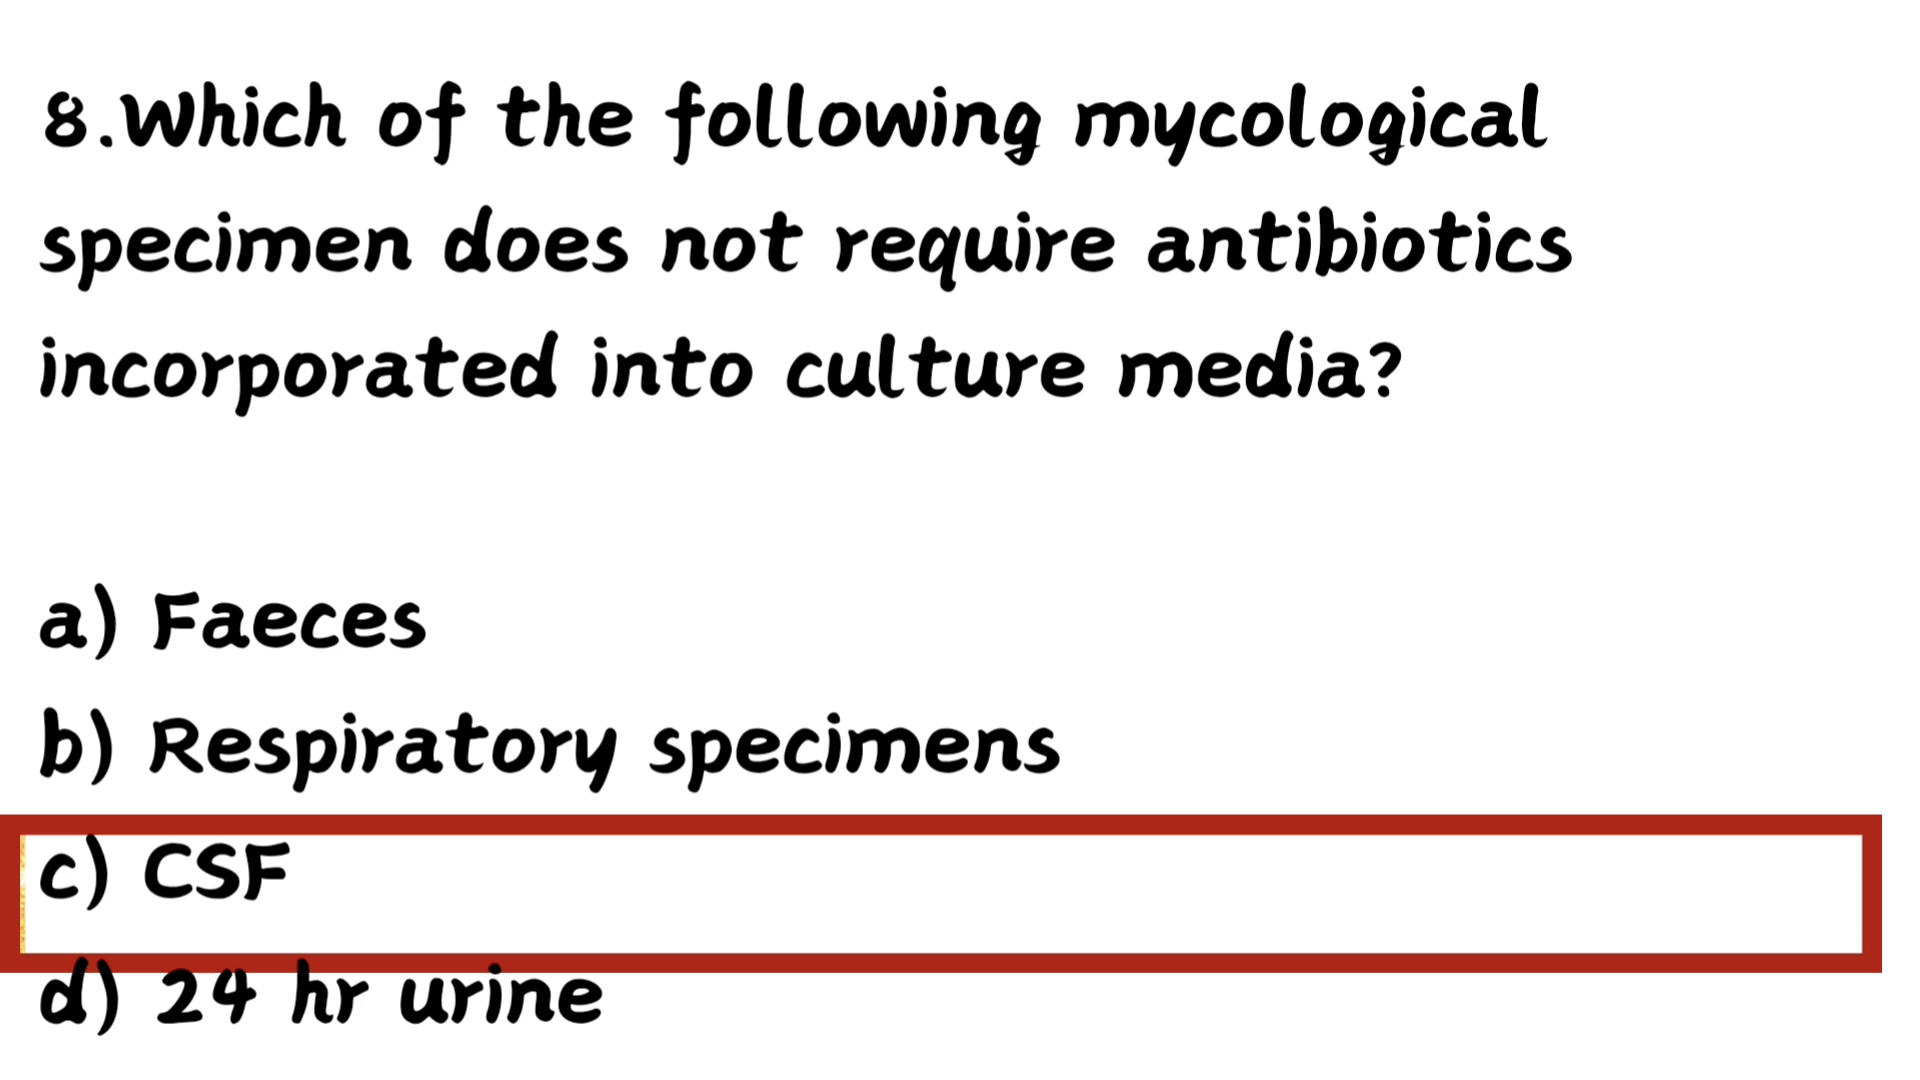 8.Which of the following mycological
specimen does not require antibiotics
incorporated into culture media?
a) Faeces
b) Respiratory specimens
c) CSF
d) 24 hr urine